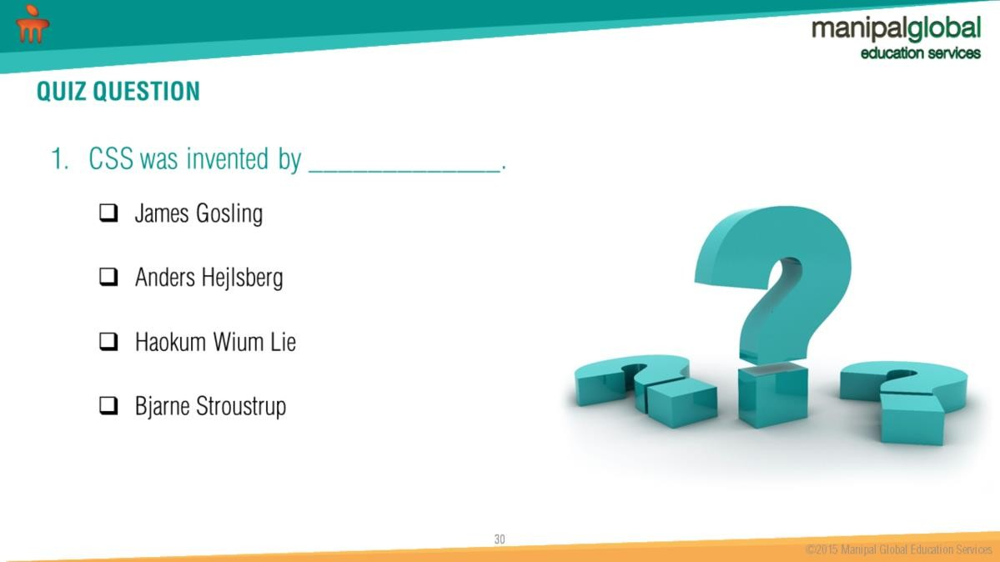 manipalglobal
education services
QUIZ QUESTION
1. CSS was invented by _____________.
❑ James Gosling
❑ Anders Hejlsberg
❑ Haokum Wium Lie
❑ Bjarne Stroustrup
30
©2015 Manipal Global Education Services